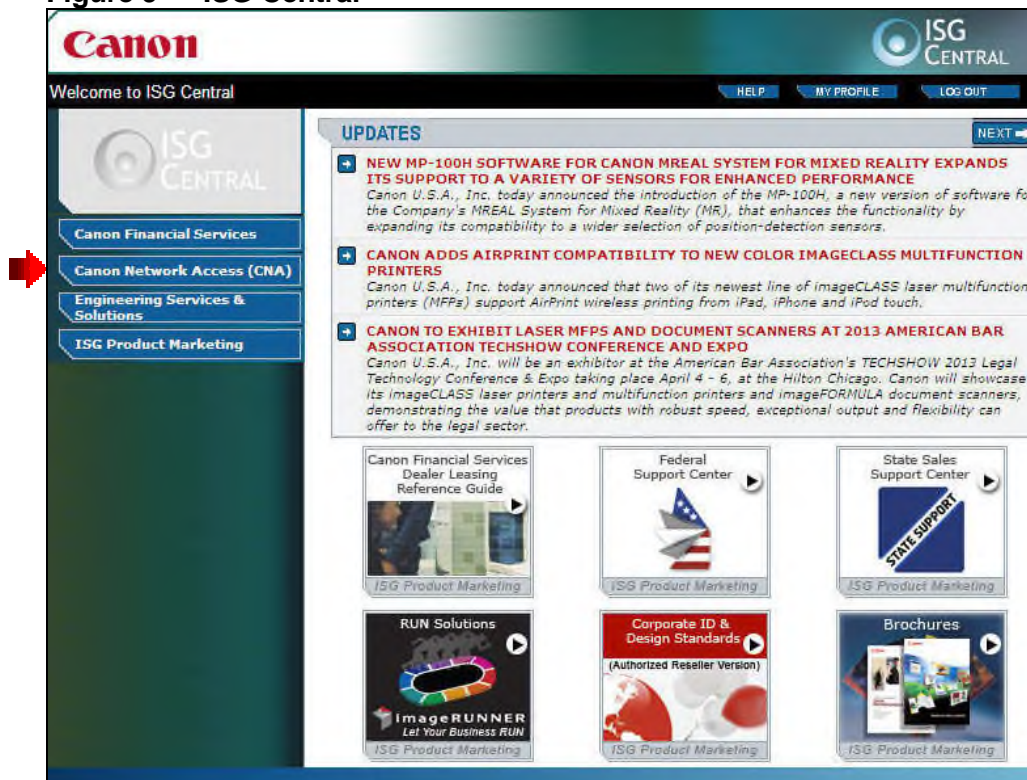 Figure 3 ISG Central
Canon
ISG
CENTRAL
Welcome to ISG Central
HELP
MY PROFILE
LOG OUT
ISG
CENTRAL
Canon Financial Services
Canon Network Access (CNA)
Engineering Services &
Solutions
ISG Product Marketing
UPDATES
NEXT
NEW MP-100H SOFTWARE FOR CANON MREAL SYSTEM FOR MIXED REALITY EXPANDS
ITS SUPPORT TO A VARIETY OF SENSORS FOR ENHANCED PERFORMANCE
Canon U.S.A., Inc. today announced the introduction of the MP-100H, a new version of software fo
the Company's MREAL System for Mixed Reality (MR), that enhances the functionality by
expanding its compatibility to a wider selection of position-detection sensors.
CANON ADDS AIRPRINT COMPATIBILITY TO NEW COLOR IMAGECLASS MULTIFUNCTION
PRINTERS
Canon U.S.A., Inc. today announced that two of its newest line of imageCLASS laser multifunction
printers (MFPs) support AirPrint wireless printing from iPad, iPhone and iPod touch.
CANON TO EXHIBIT LASER MFPS AND DOCUMENT SCANNERS AT 2013 AMERICAN BAR
ASSOCIATION TECHSHOW CONFERENCE AND EXPO
Canon U.S.A., Inc. will be an exhibitor at the American Bar Association's TECHSHOW 2013 Legal
Technology Conference & Expo taking place April 4 - 6, at the Hilton Chicago. Canon will showcase
its imageCLASS laser printers and multifunction printers and imageFORMULA document scanners,
demonstrating the value that products with robust speed, exceptional output and flexibility can
offer to the legal sector.
Canon Financial Services
Dealer Leasing
Reference Guide
ISG Product Marketing
Federal
Support Center
ISG Product Marketing
State Sales
Support Center
STATE SUPPORT
ISG Product Marketing
RUN Solutions
imageRUNNER
Let Your Business RUN
ISG Product Marketing
Corporate ID &
Design Standards
(Authorized Reseller Version)
ISG Product Marketing
Brochures
ISG Product Marketing